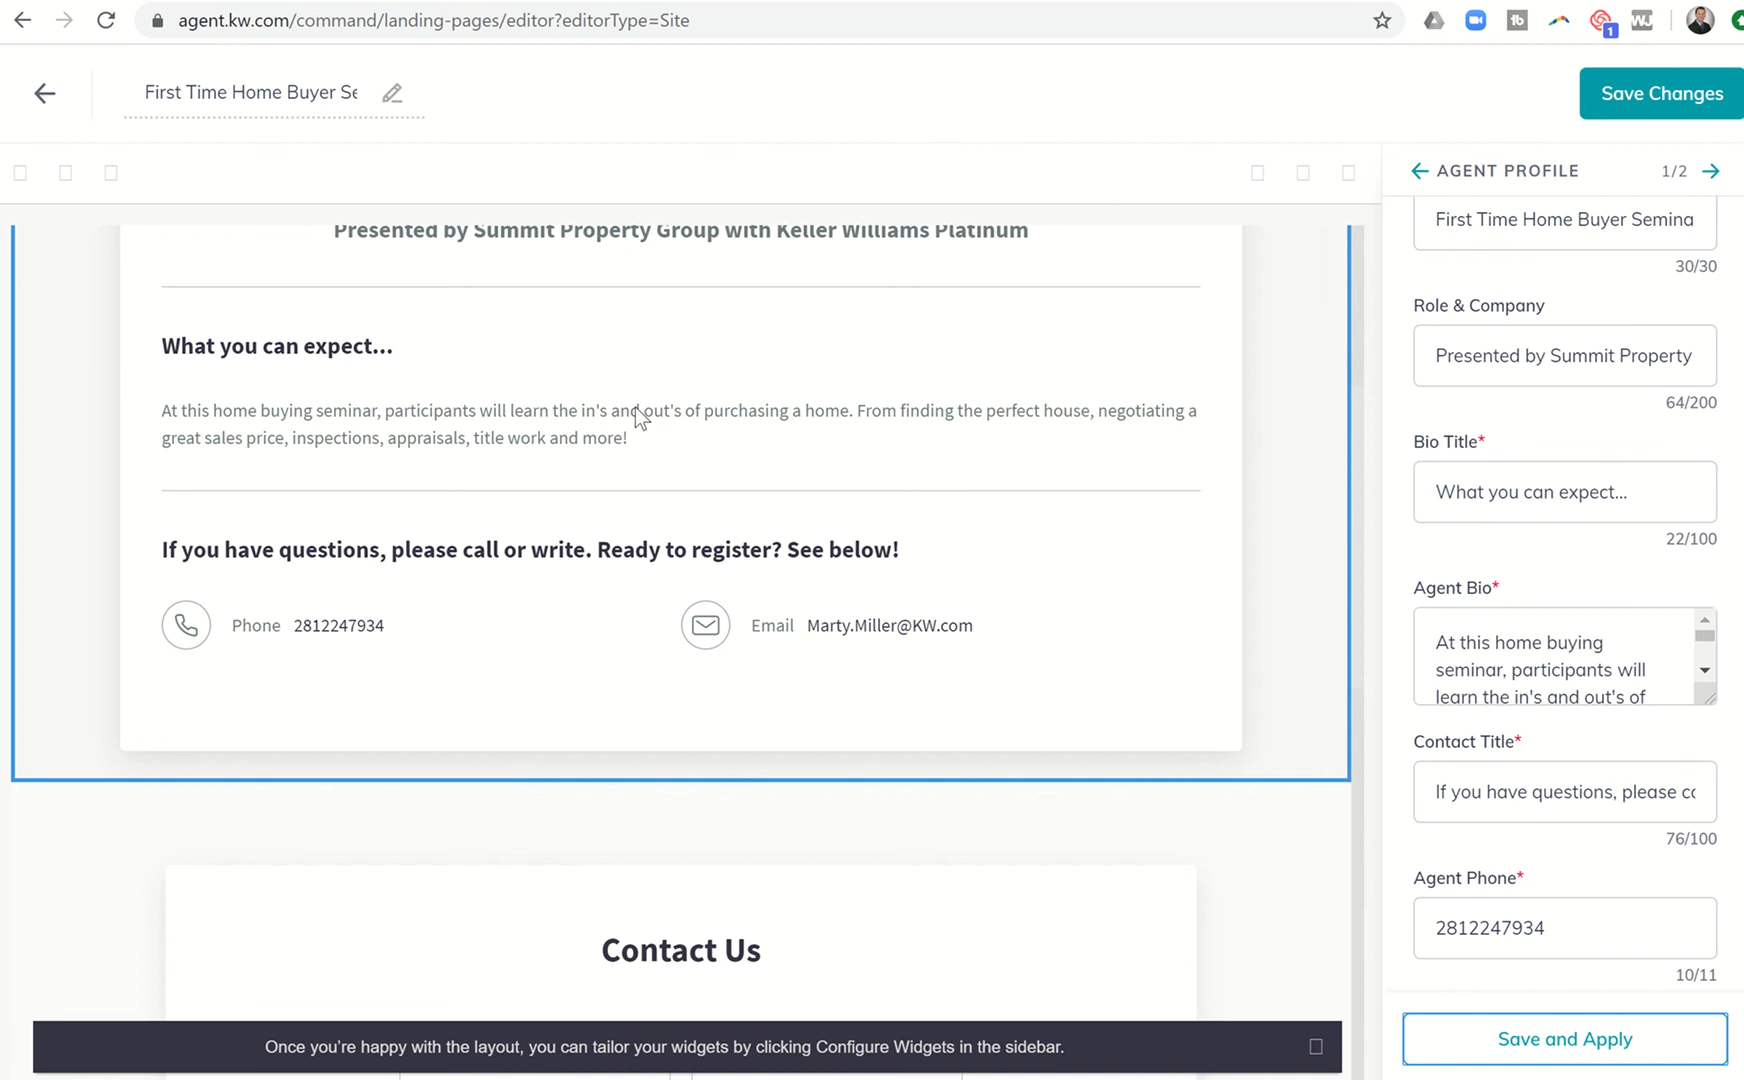 agent.kw.com/command/landing-pages/editor?editorType=Site
tb
1
WJ
First Time Home Buyer Se
Save Changes
AGENT PROFILE 1/2
Presented by Summit Property Group with Keller Williams Platinum
What you can expect...
At this home buying seminar, participants will learn the in's and out's of purchasing a home. From finding the perfect house, negotiating a
great sales price, inspections, appraisals, title work and more!
If you have questions, please call or write. Ready to register? See below!
Phone 2812247934
Email Marty.Miller@KW.com
Contact Us
Once you're happy with the layout, you can tailor your widgets by clicking Configure Widgets in the sidebar.
First Time Home Buyer Semina
30/30
Role & Company
Presented by Summit Property
64/200
Bio Title*
What you can expect...
22/100
Agent Bio*
At this home buying
seminar, participants will
learn the in's and out's of
Contact Title*
If you have questions, please cc
76/100
Agent Phone*
2812247934
10/11
Save and Apply